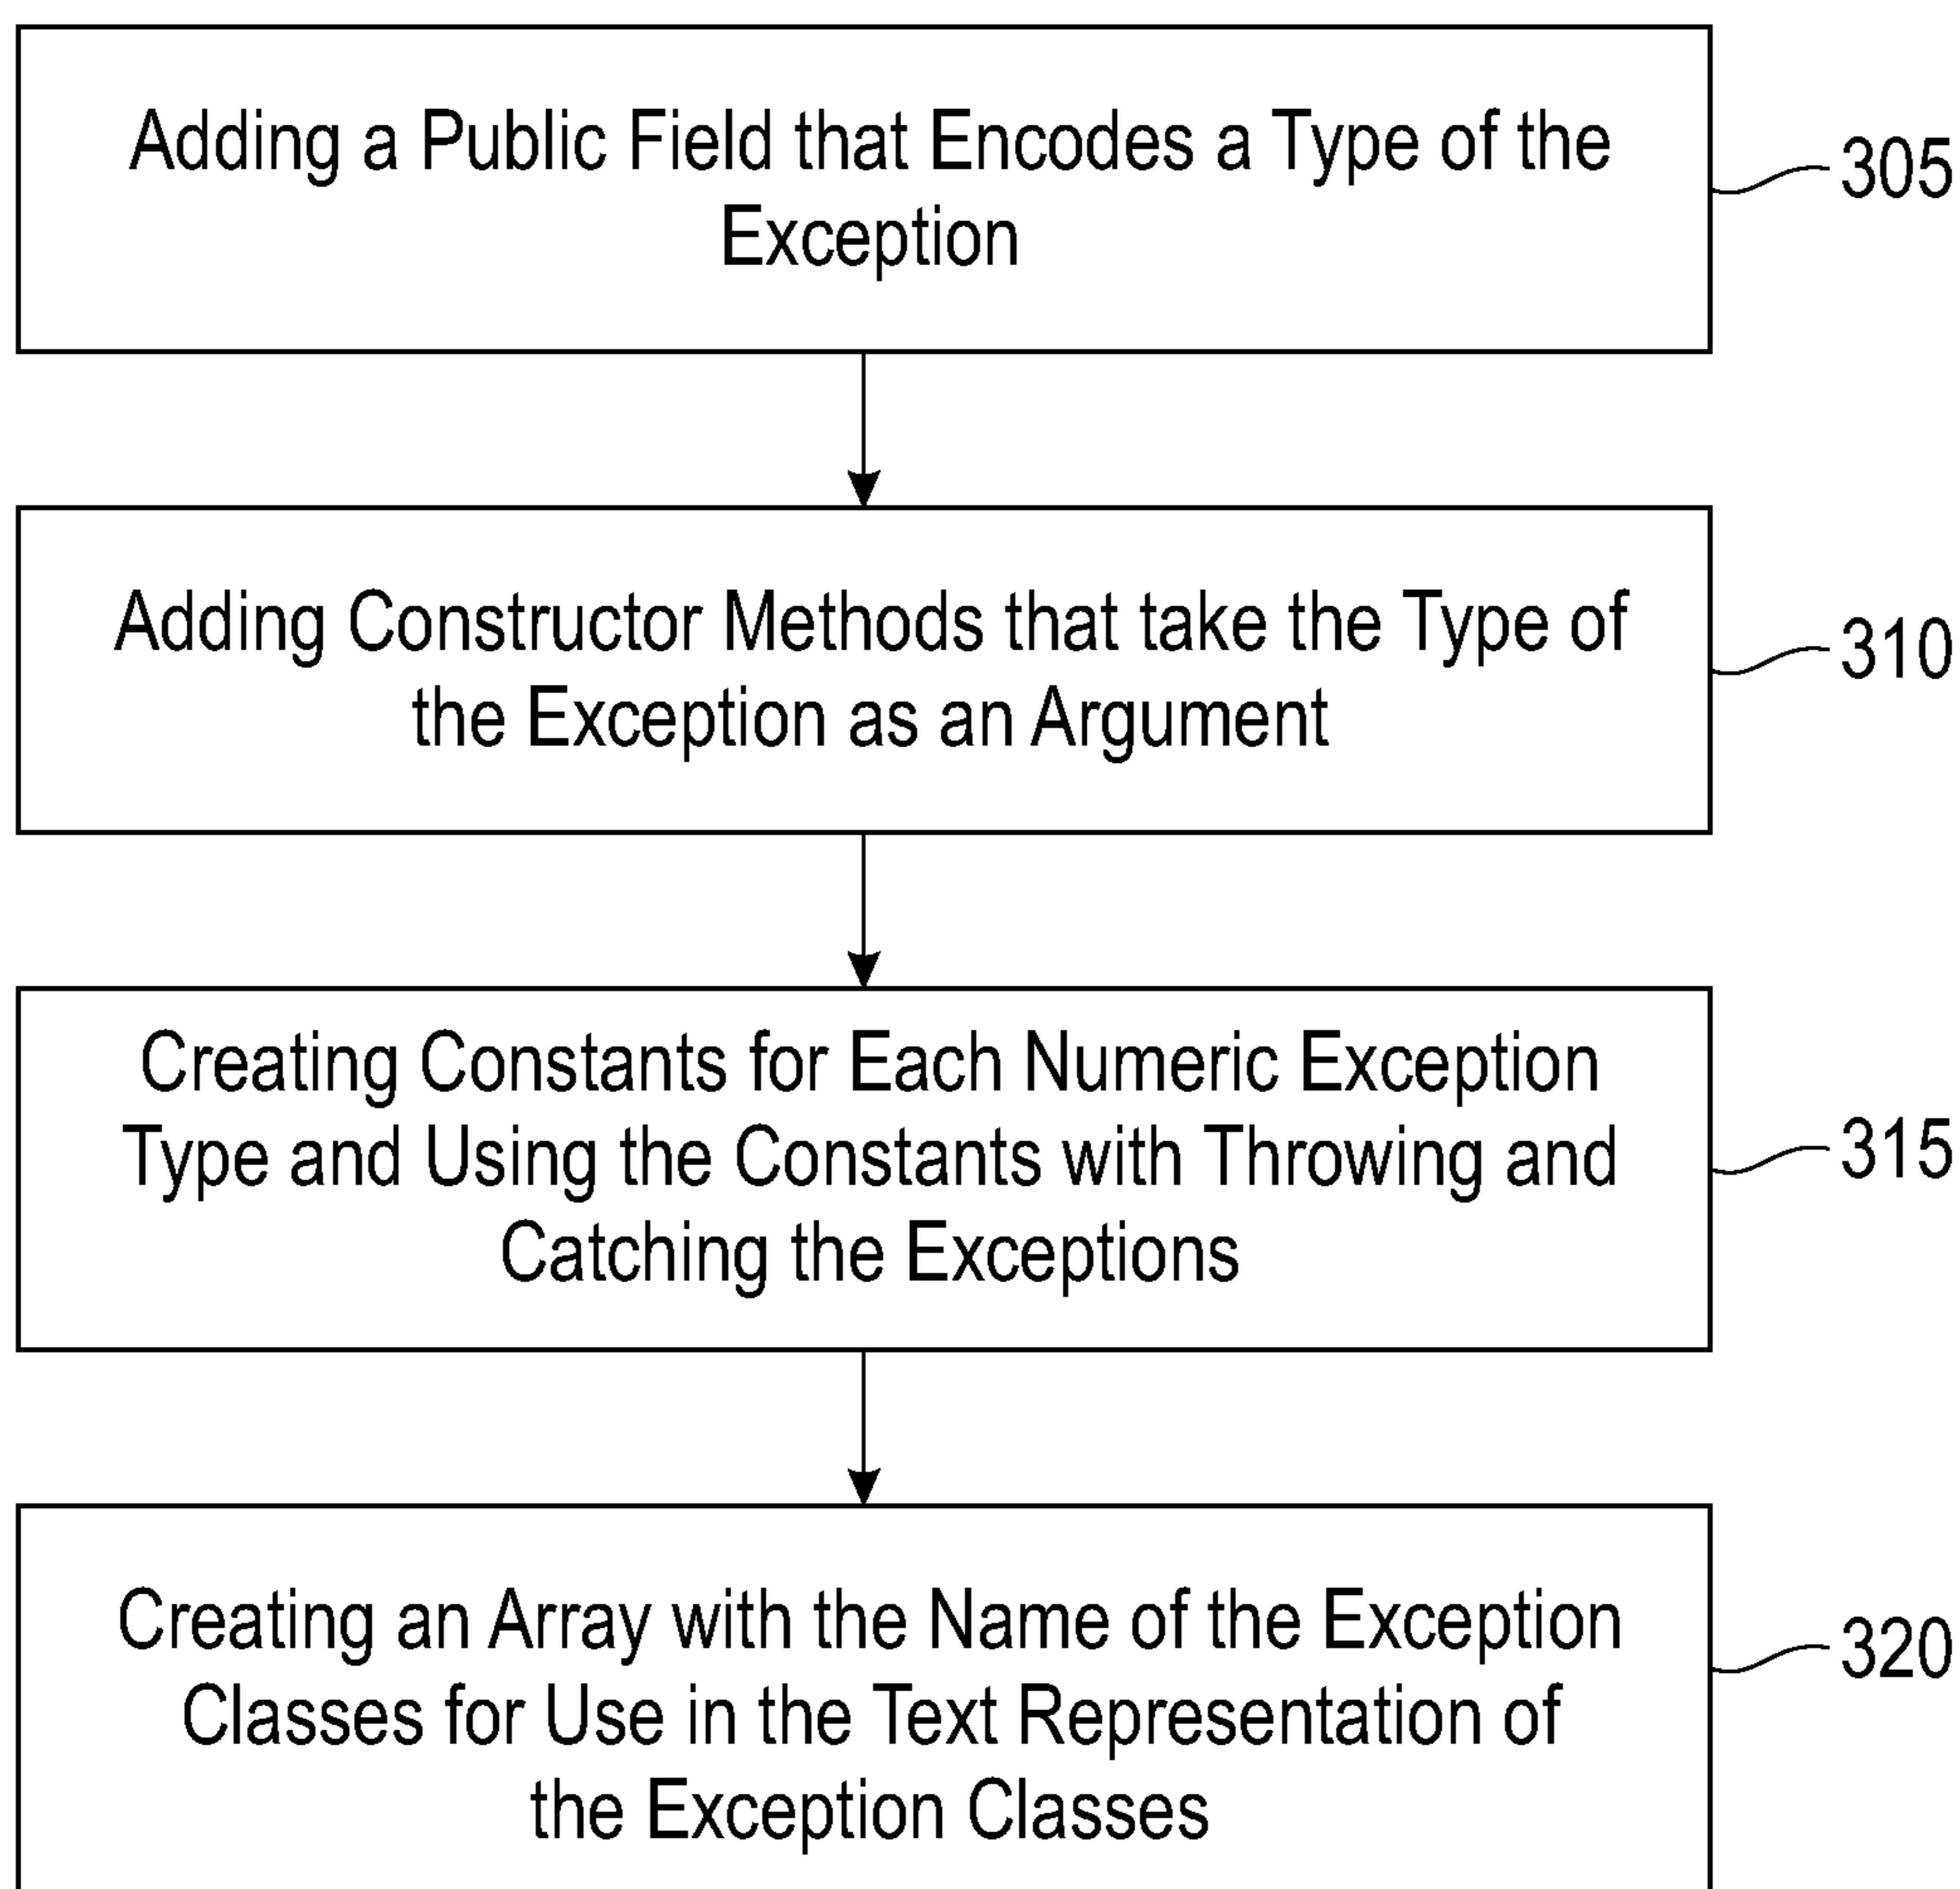 Adding a Public Field that Encodes a Type of the
Exception
305
Adding Constructor Methods that take the Type of
the Exception as an Argument
310
Creating Constants for Each Numeric Exception
Type and Using the Constants with Throwing and
Catching the Exceptions
315
Creating an Array with the Name of the Exception
Classes for Use in the Text Representation of
the Exception Classes
320